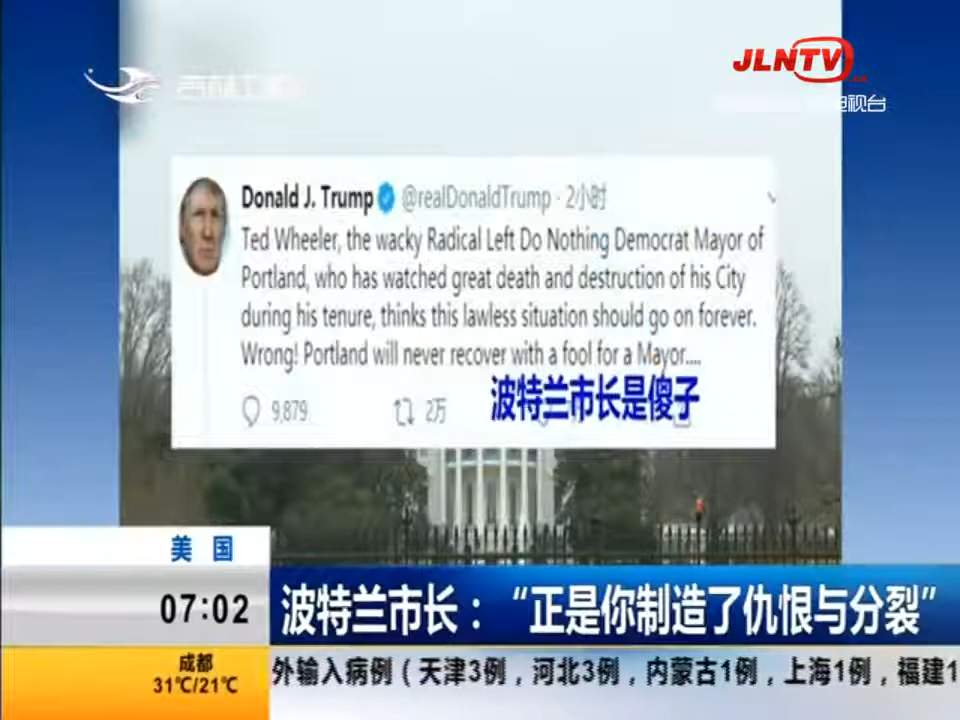 JLNTV
电视台
Donald J. Trump @realDonaldTrump · 2小时
Ted Wheeler, the wacky Radical Left Do Nothing Democrat Mayor of
Portland, who has watched great death and destruction of his City
during his tenure, thinks this lawless situation should go on forever.
Wrong! Portland will never recover with a fool for a Mayor....
波特兰市长是傻子
9,879 2万
美国
07:02
波特兰市长：“正是你制造了仇恨与分裂”
成都
31℃/21℃
外输入病例（天津3例，河北3例，内蒙古1例，上海1例，福建1